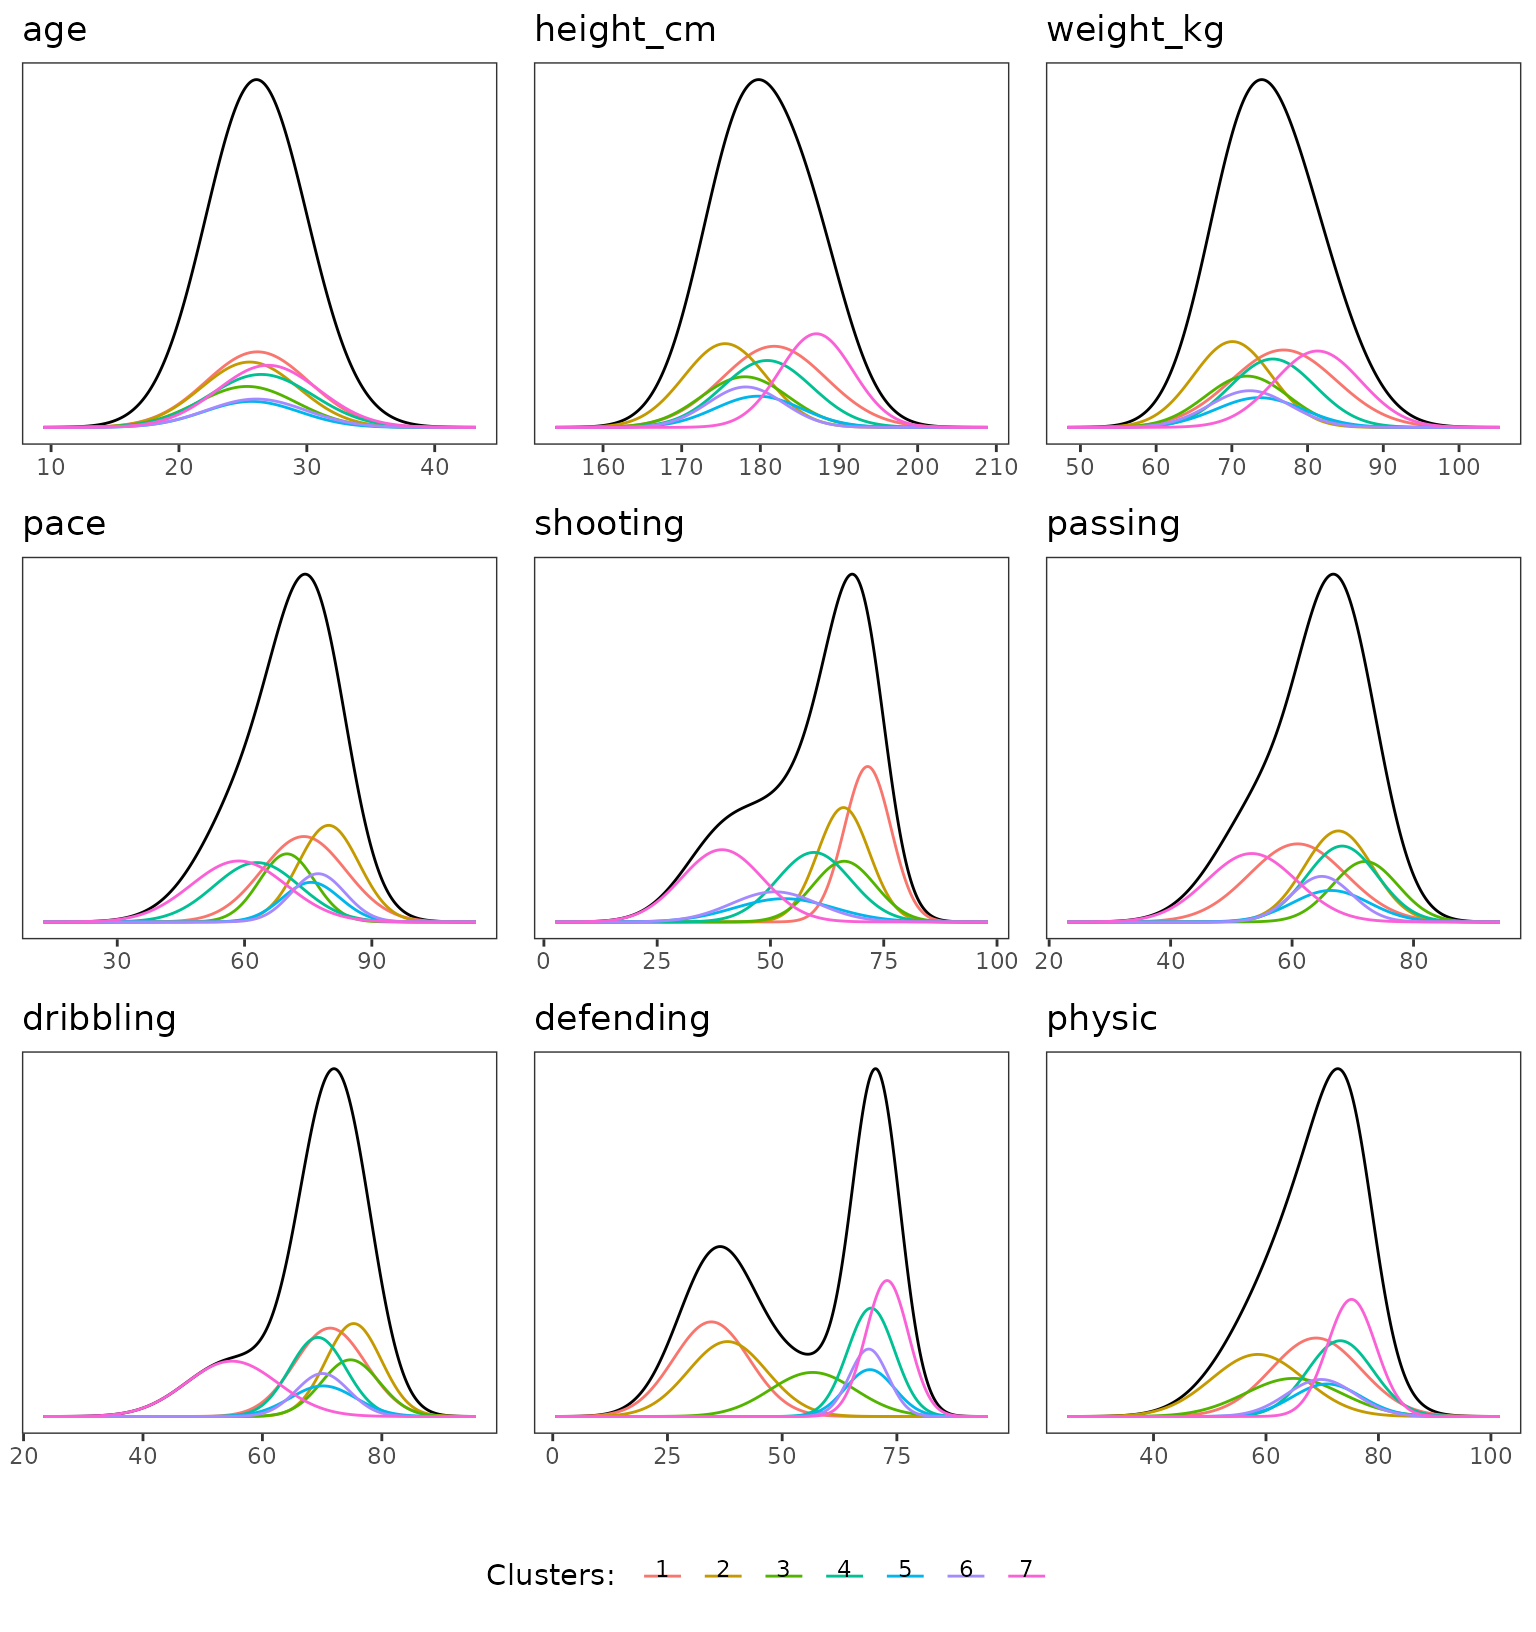 age height_cm weight_kg
10 20 30 40 160 170 180 190 200 210 50 60 70 80 90 100
pace shooting passing
30 60 90 0 25 50 75 100 20 40 60 80
dribbling defending physic
20 40 60 80 0 25 50 75 40 60 80 100
Clusters: 1 2 3 4 5 6 7